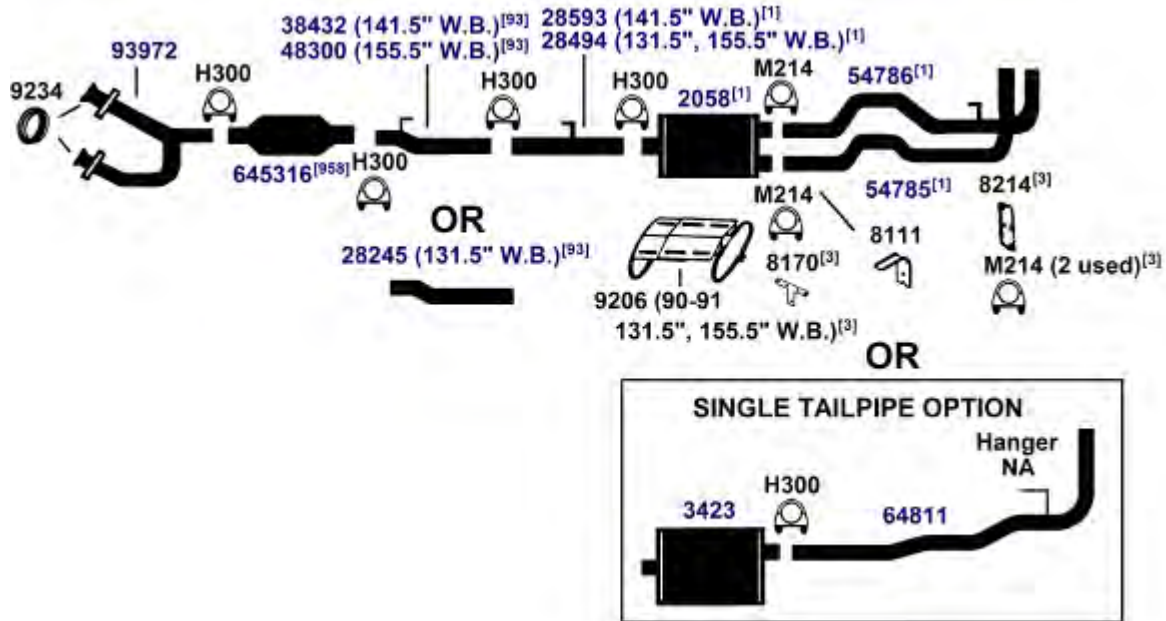 38432 (141.5" W.B.)[93]
48300 (155.5" W.B.)[93]
28593 (141.5" W.B.)[1]
28494 (131.5", 155.5" W.B.)[1]
93972
9234
H300
H300
H300
M214
2058[1]
54786[1]
645316[958]
H300
OR
28245 (131.5" W.B.)[93]
M214
54785[1]
8214[3]
8111
8170[3]
M214 (2 used)[3]
9206 (90-91
131.5", 155.5" W.B.)[3]
OR
SINGLE TAILPIPE OPTION
Hanger
NA
H300
3423
64811